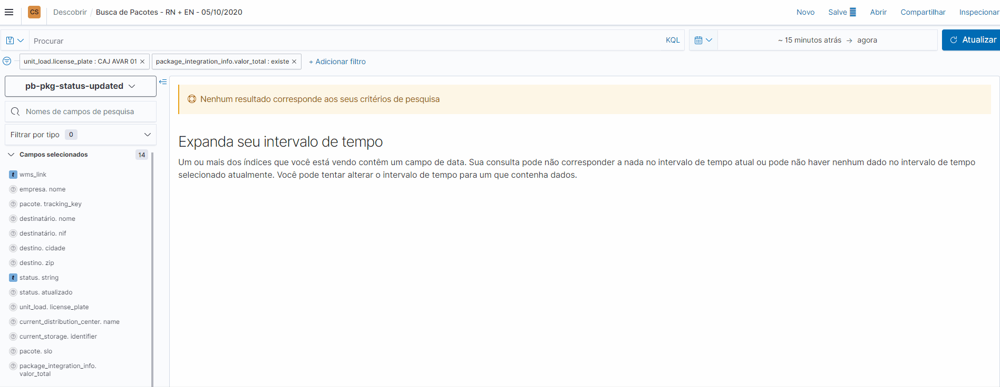 CS Descobrir / Busca de Pacotes - RN + EN - 05/10/2020 Novo Salve Abrir Compartilhar Inspecionar
Procurar KQL ~ 15 minutos atrás → agora Atualizar
unit_load.license_plate : CAJ AVAR 01 × package_integration_info.valor_total : existe × + Adicionar filtro
pb-pkg-status-updated
Nomes de campos de pesquisa
Filtrar por tipo 0
Campos selecionados 14
t wms_link
empresa. nome
pacote. tracking_key
destinatário. nome
destinatário. nif
destino. cidade
destino. zip
t status. string
status. atualizado
unit_load. license_plate
current_distribution_center. name
current_storage. identifier
pacote. slo
package_integration_info.
valor_total
Nenhum resultado corresponde aos seus critérios de pesquisa
Expanda seu intervalo de tempo
Um ou mais dos índices que você está vendo contêm um campo de data. Sua consulta pode não corresponder a nada no intervalo de tempo atual ou pode não haver nenhum dado no intervalo de tempo
selecionado atualmente. Você pode tentar alterar o intervalo de tempo para um que contenha dados.